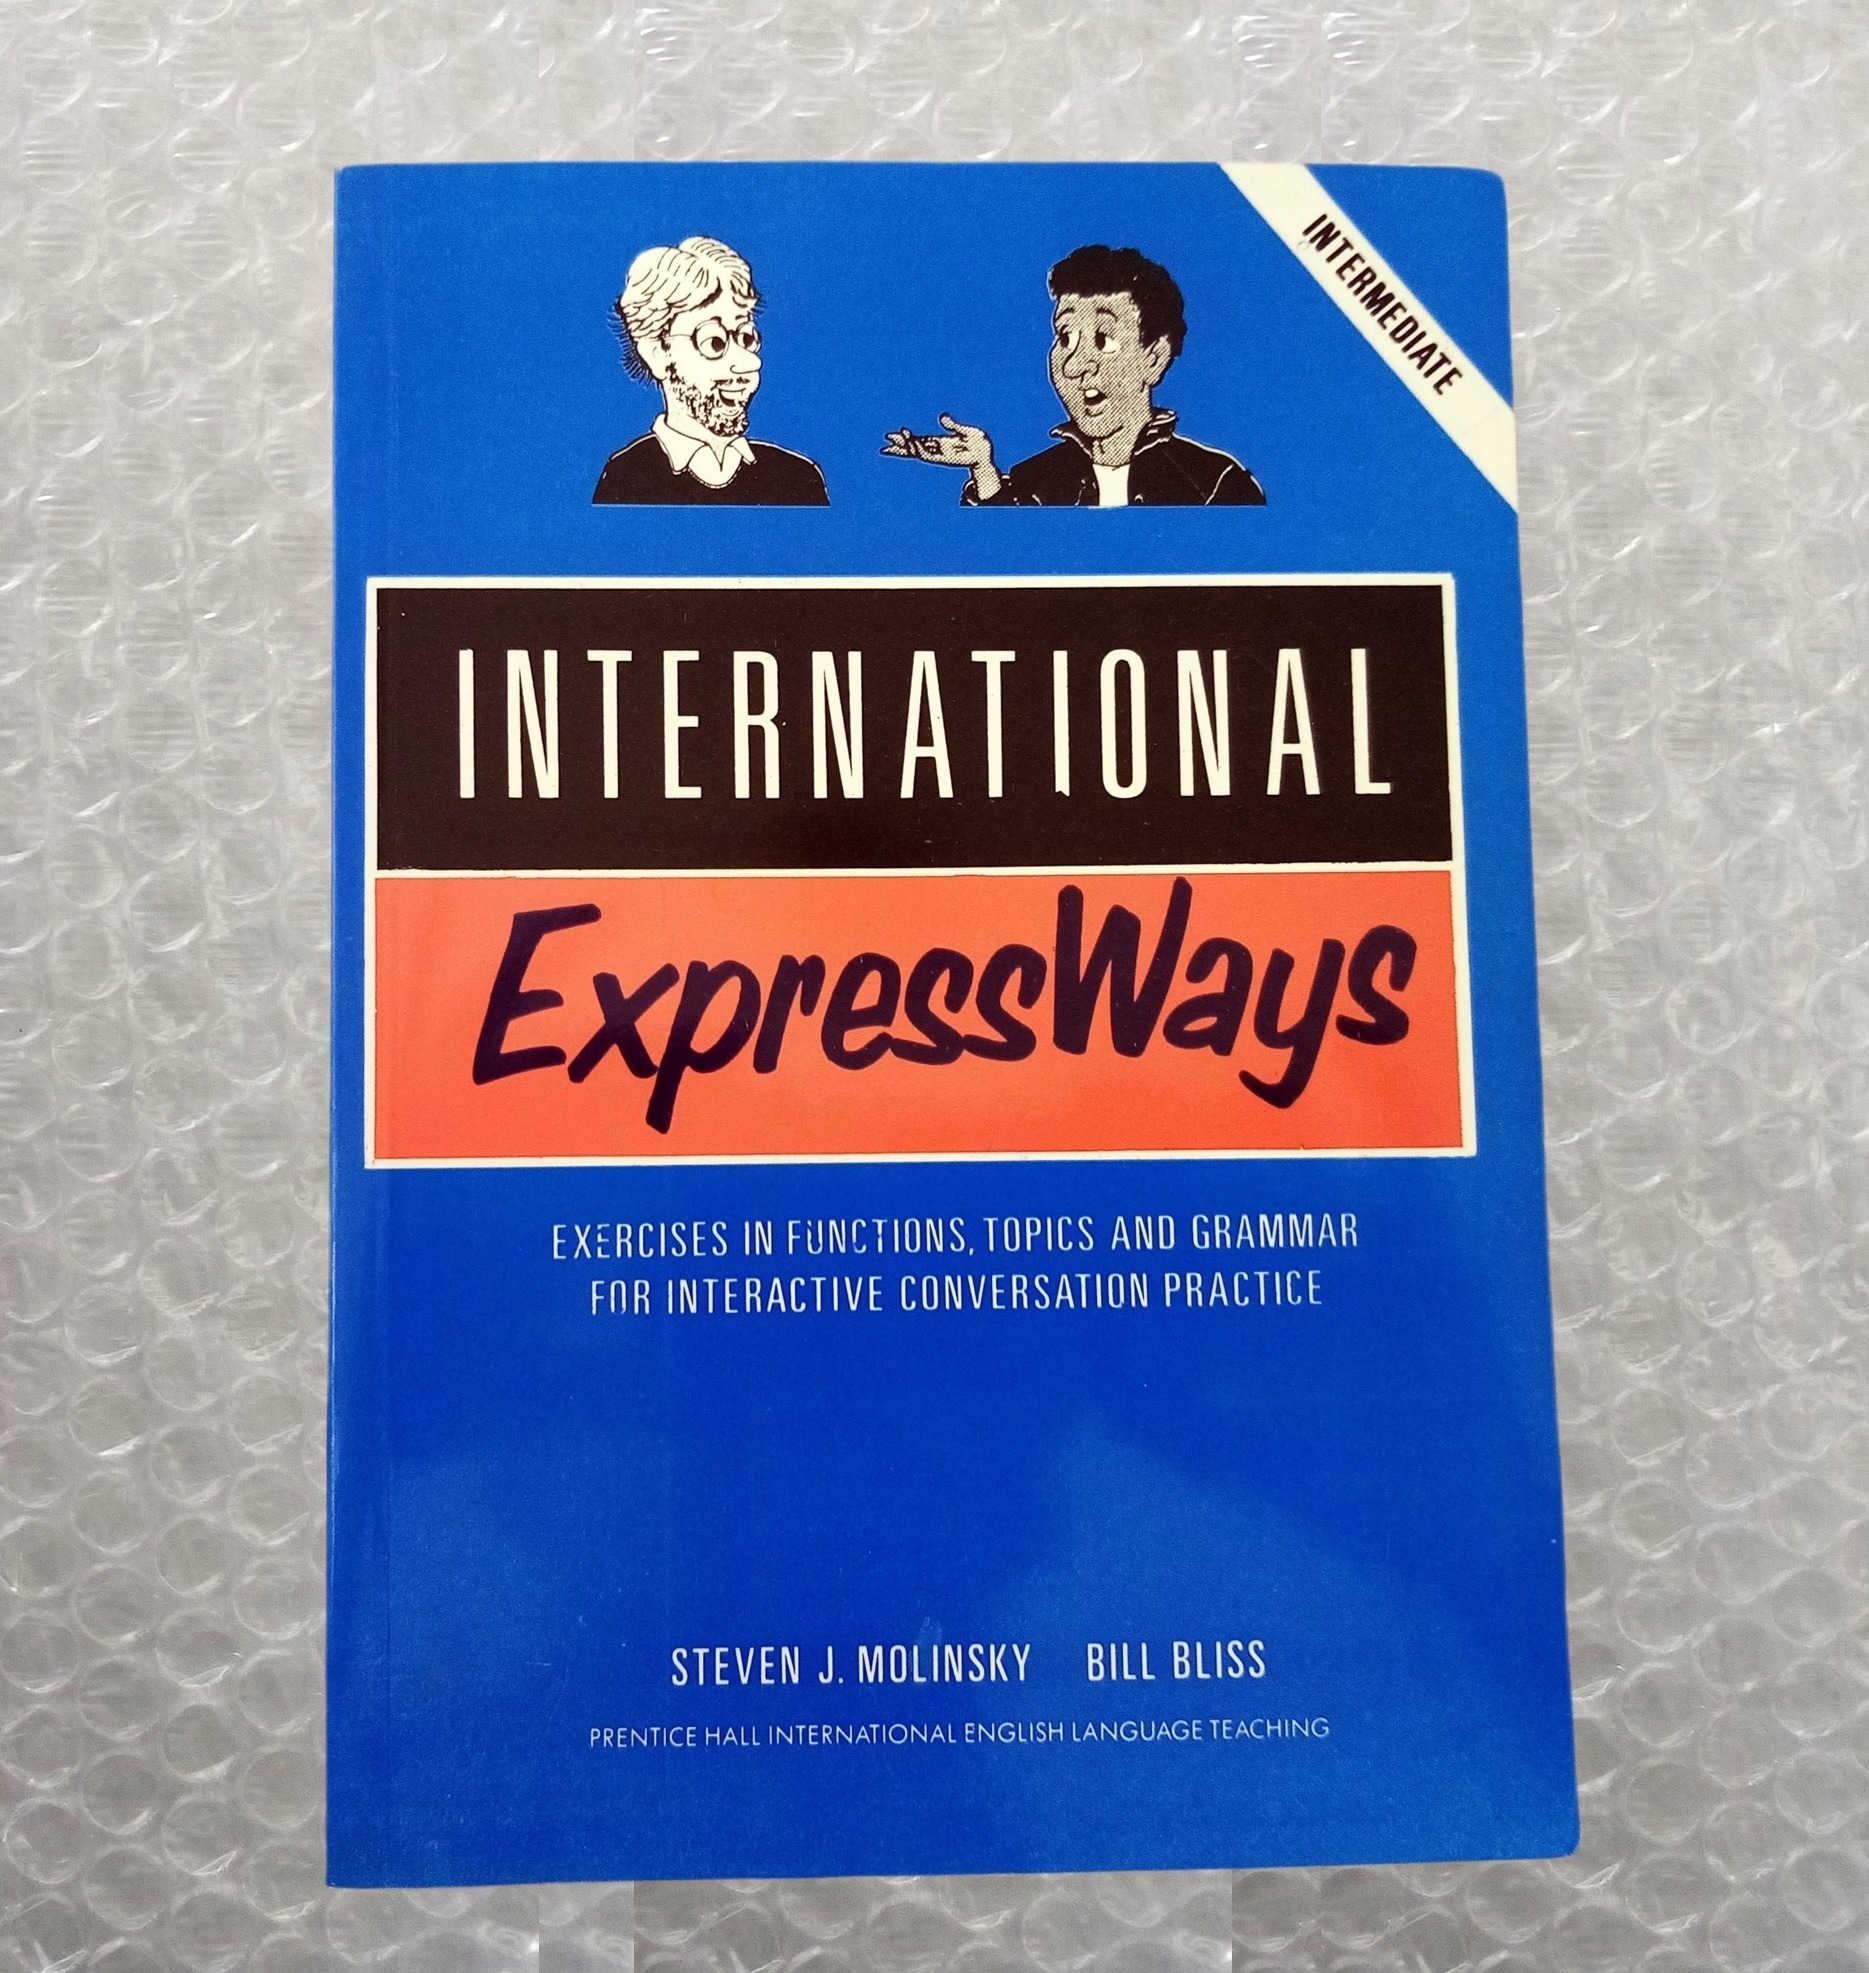 INTERMEDIATE
INTERNATIONAL
ExpressWays
EXERCISES IN FUNCTIONS, TOPICS AND GRAMMAR
FOR INTERACTIVE CONVERSATION PRACTICE
STEVEN J. MOLINSKY BILL BLISS
PRENTICE HALL INTERNATIONAL ENGLISH LANGUAGE TEACHING